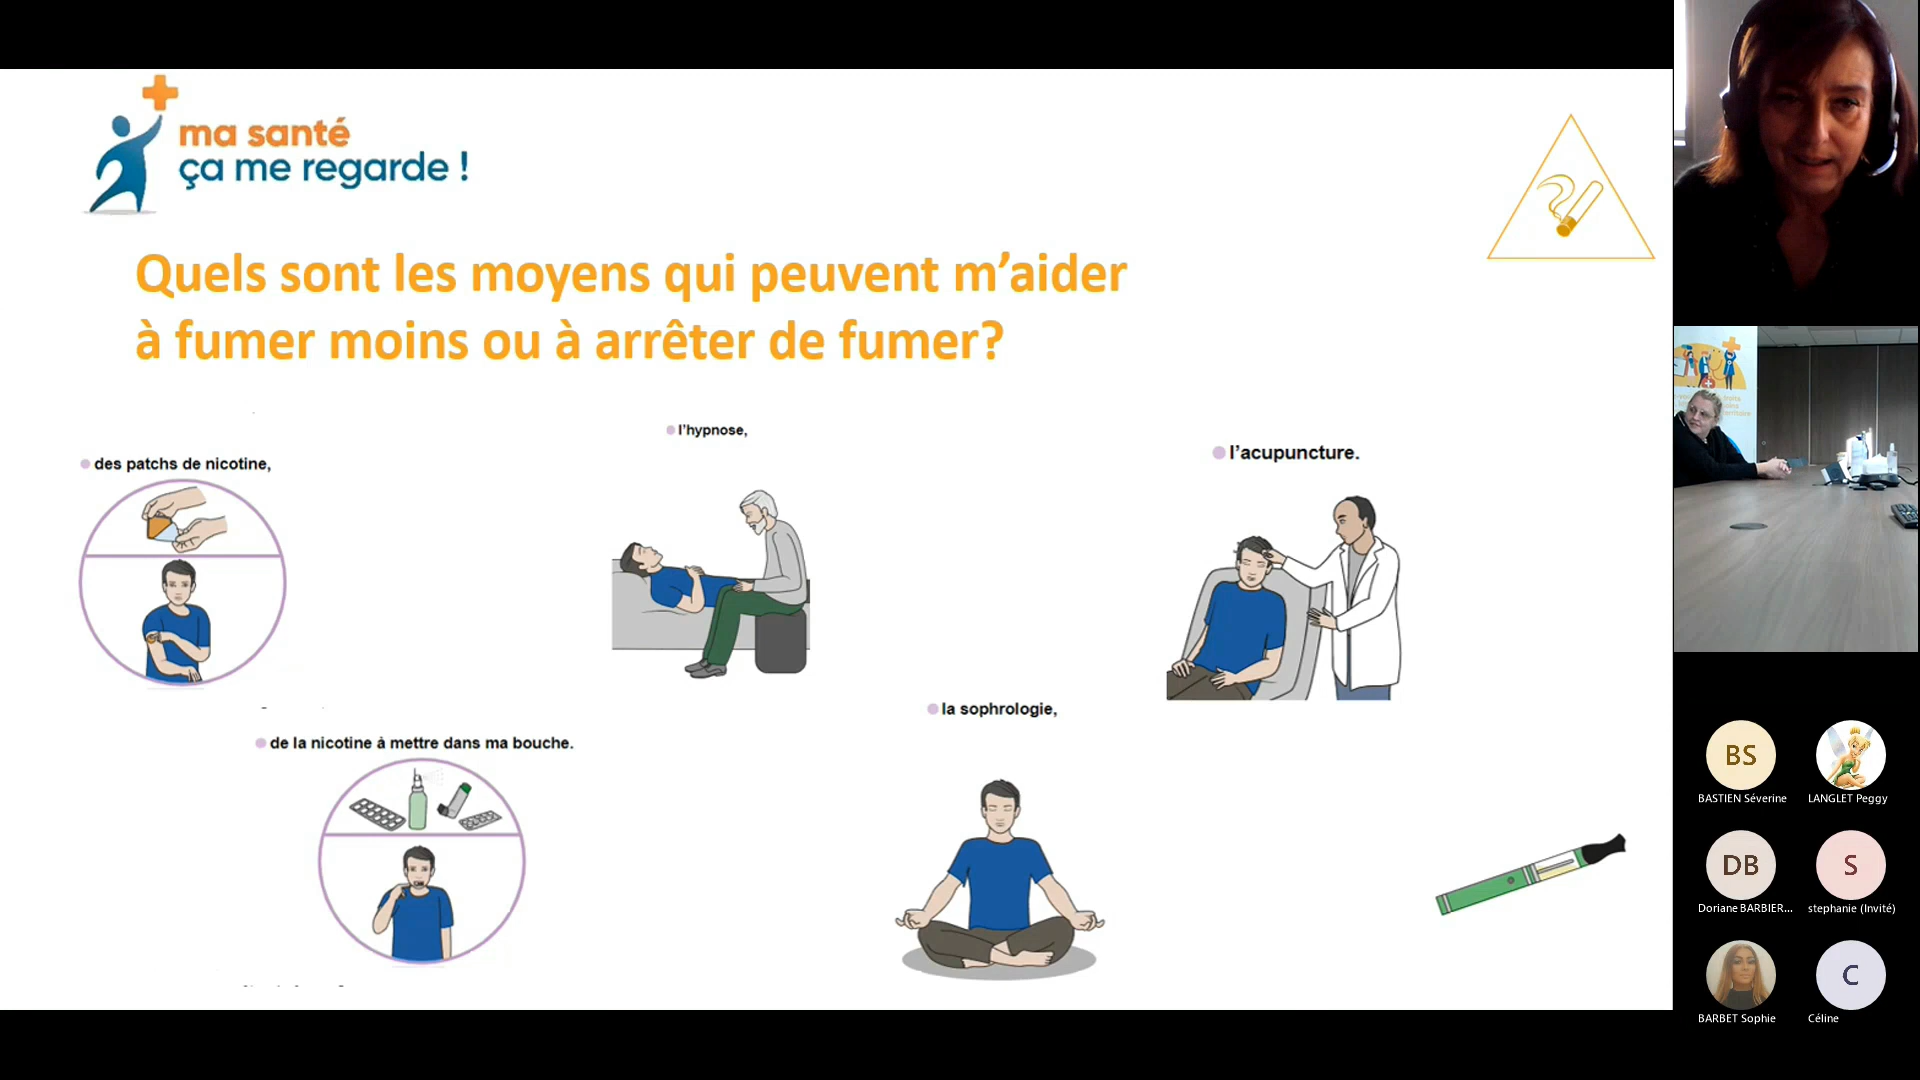 ma santé
ça me regarde !
Quels sont les moyens qui peuvent m’aider
à fumer moins ou à arrêter de fumer?
l'hypnose,
l'acupuncture.
des patchs de nicotine,
la sophrologie,
de la nicotine à mettre dans ma bouche.
BS
BASTIEN Séverine
LANGLET Peggy
DB
Doriane BARBIER...
S
stephanie (Invité)
BARBET Sophie
C
Céline